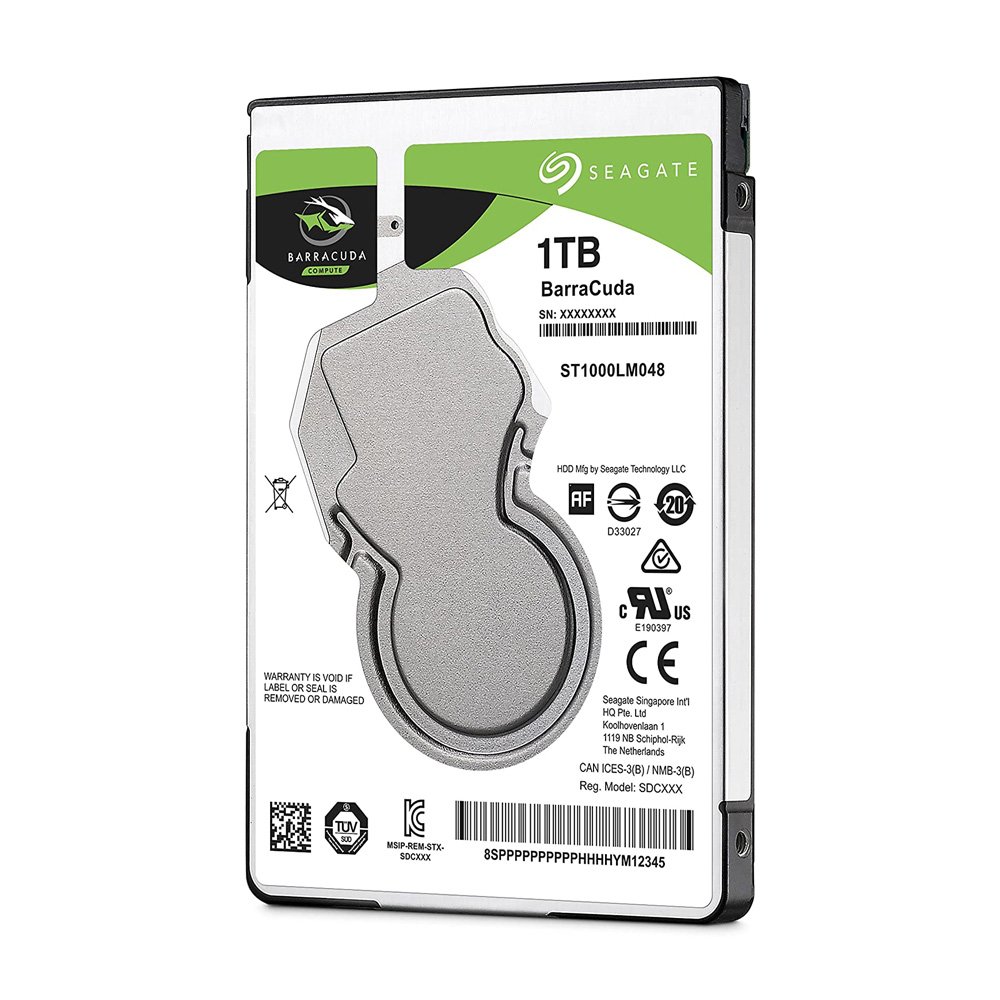 SEAGATE
BARRACUDA
COMPUTE
1TB
BarraCuda
SN: XXXXXXXX
ST1000LM048
HDD Mfg by Seagate Technology LLC
AF
20
D33027
c RU® US
E190397
CE
WARRANTY IS VOID IF
LABEL OR SEAL IS
REMOVED OR DAMAGED
Seagate Singapore Int'l
HQ Pte. Ltd
Koolhovenlaan 1
1119 NB Schiphol-Rijk
The Netherlands
CAN ICES-3(B) / NMB-3(B)
Reg. Model: SDCXXX
TÜV
SÜD
MSIP-REM-STX-
SDCXXX
8SPPPPPPPPPPHHHHYM12345